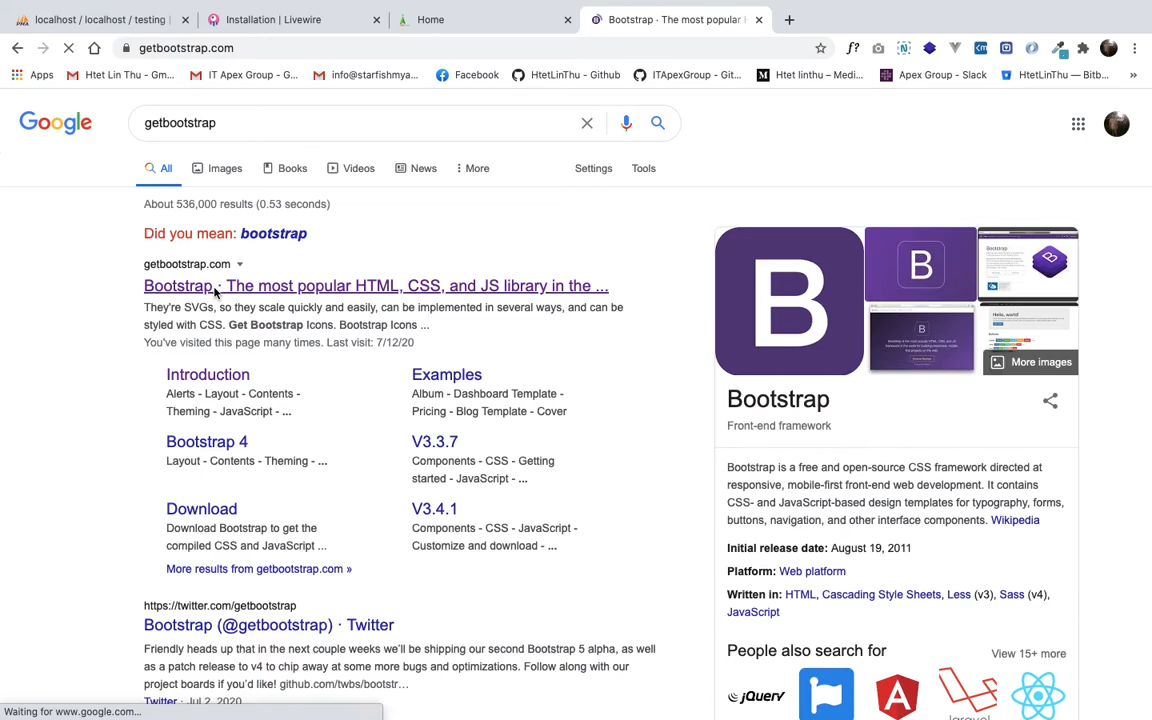 localhost / localhost / testing |
Installation | Livewire
Home
Bootstrap · The most popular H
getbootstrap.com
f?
Apps
Htet Lin Thu - Gm...
IT Apex Group - G...
info@starfishmya...
Facebook
HtetLinThu - Github
ITApexGroup - Git...
Htet linthu – Medi...
Apex Group - Slack
HtetLinThu — Bitb...
»
Google
getbootstrap
All
Images
Books
Videos
News
More
Settings
Tools
About 536,000 results (0.53 seconds)
Did you mean: bootstrap
getbootstrap.com
Bootstrap · The most popular HTML, CSS, and JS library in the ...
They're SVGs, so they scale quickly and easily, can be implemented in several ways, and can be
styled with CSS. Get Bootstrap Icons. Bootstrap Icons ...
You've visited this page many times. Last visit: 7/12/20
Introduction
Alerts - Layout - Contents -
Theming - JavaScript - ...
Examples
Album - Dashboard Template -
Pricing - Blog Template - Cover
Bootstrap 4
Layout - Contents - Theming - ...
V3.3.7
Components - CSS - Getting
started - JavaScript - ...
Download
Download Bootstrap to get the
compiled CSS and JavaScript ...
V3.4.1
Components - CSS - JavaScript -
Customize and download - ...
More results from getbootstrap.com »
https://twitter.com/getbootstrap
Bootstrap (@getbootstrap) · Twitter
Friendly heads up that in the next couple weeks we'll be shipping our second Bootstrap 5 alpha, as well
as a patch release to v4 to chip away at some more bugs and optimizations. Follow along with our
project boards if you'd like! github.com/twbs/bootstr…
Twitter · Jul 2, 2020
Waiting for www.google.com...
B
B
More images
Bootstrap
Front-end framework
Bootstrap is a free and open-source CSS framework directed at
responsive, mobile-first front-end web development. It contains
CSS- and JavaScript-based design templates for typography, forms,
buttons, navigation, and other interface components. Wikipedia
Initial release date: August 19, 2011
Platform: Web platform
Written in: HTML, Cascading Style Sheets, Less (v3), Sass (v4),
JavaScript
People also search for
View 15+ more
jQuery